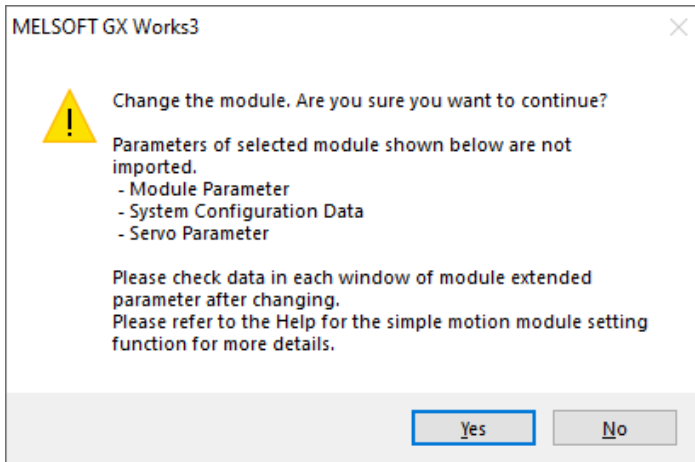 MELSOFT GX Works3
Change the module. Are you sure you want to continue?
Parameters of selected module shown below are not
imported.
- Module Parameter
- System Configuration Data
- Servo Parameter
Please check data in each window of module extended
parameter after changing.
Please refer to the Help for the simple motion module setting
function for more details.
Yes
No